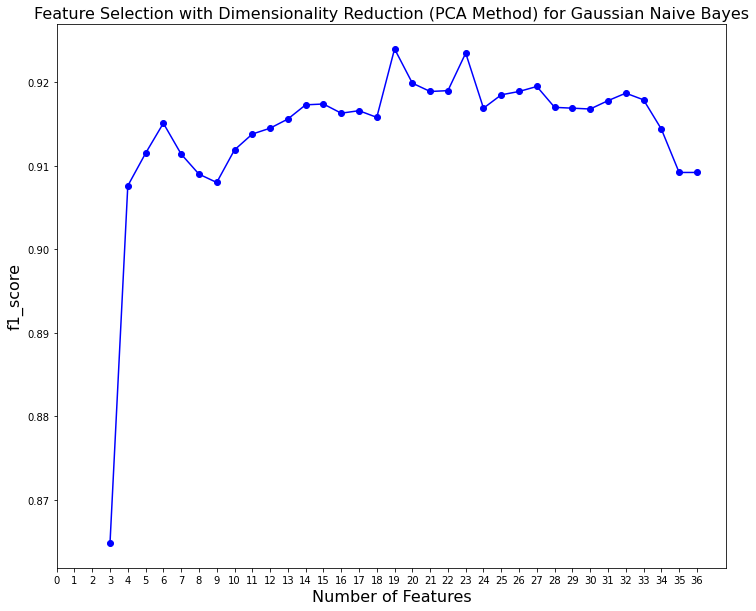 Feature Selection with Dimensionality Reduction (PCA Method) for Gaussian Naive Bayes
0.92
0.91
0.90
0.89
0.88
0.87
f1_score
0 1 2 3 4 5 6 7 8 9 10 11 12 13 14 15 16 17 18 19 20 21 22 23 24 25 26 27 28 29 30 31 32 33 34 35 36
Number of Features